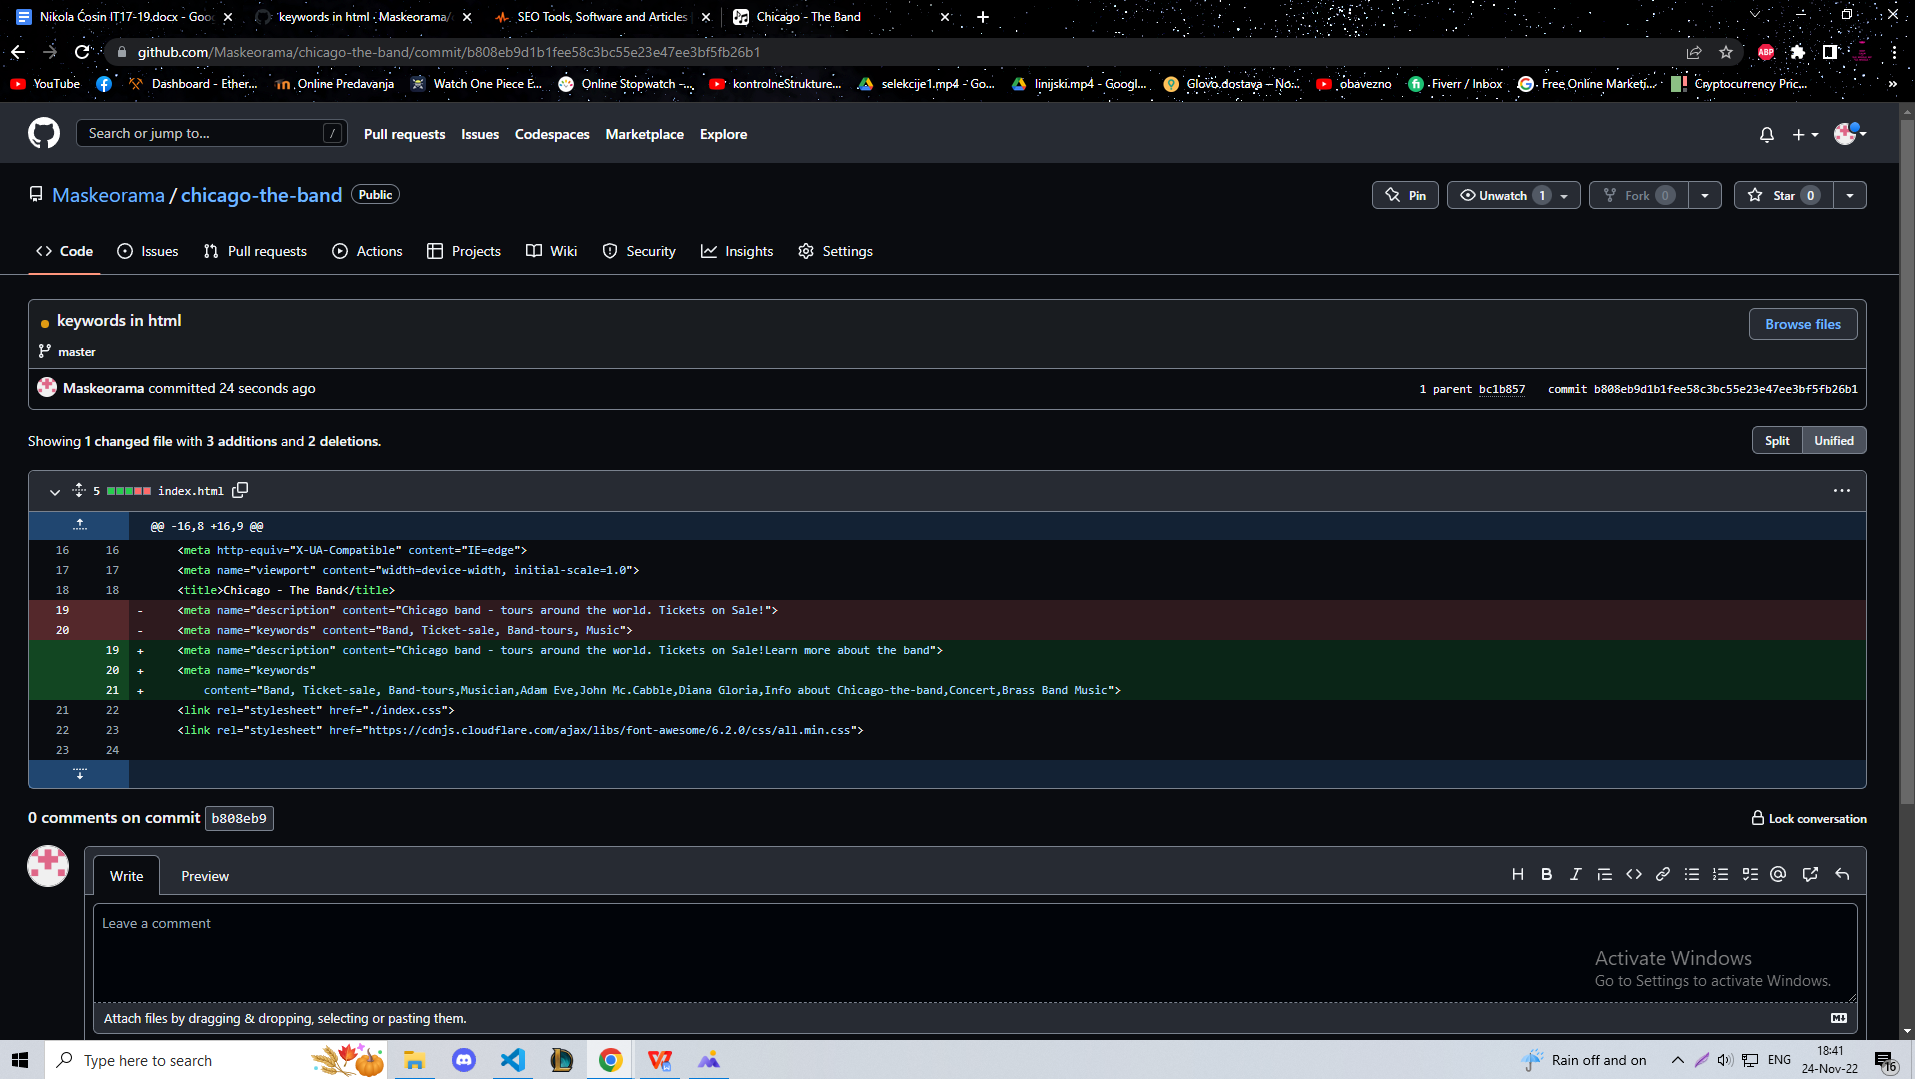 Nikola Ćosin IT17-19.docx - Goo
keywords in html · Maskeorama/c
SEO Tools, Software and Articles
Chicago - The Band
github.com/Maskeorama/chicago-the-band/commit/b808eb9d1b1fee58c3bc55e23e47ee3bf5fb26b1
ABP
YouTube
Dashboard - Ether...
Online Predavanja
Watch One Piece E...
Online Stopwatch –...
kontrolneStrukture...
selekcije1.mp4 - Go...
linijski.mp4 - Googl...
Glovo dostava – No...
obavezno
Fiverr / Inbox
Free Online Marketi...
Cryptocurrency Pric...
»
Search or jump to...
/
Pull requests
Issues
Codespaces
Marketplace
Explore
Maskeorama / chicago-the-band
Public
Pin
Unwatch 1
Fork 0
Star 0
Code
Issues
Pull requests
Actions
Projects
Wiki
Security
Insights
Settings
keywords in html
Browse files
master
Maskeorama committed 24 seconds ago
1 parent bc1b857
commit b808eb9d1b1fee58c3bc55e23e47ee3bf5fb26b1
Showing 1 changed file with 3 additions and 2 deletions.
Split
Unified
5
index.html
...
@@ -16,8 +16,9 @@
16 16 <meta http-equiv="X-UA-Compatible" content="IE=edge">
17 17 <meta name="viewport" content="width=device-width, initial-scale=1.0">
18 18 <title>Chicago - The Band</title>
19 - <meta name="description" content="Chicago band - tours around the world. Tickets on Sale!">
20 - <meta name="keywords" content="Band, Ticket-sale, Band-tours, Music">
19 + <meta name="description" content="Chicago band - tours around the world. Tickets on Sale!Learn more about the band">
20 + <meta name="keywords"
21 + content="Band, Ticket-sale, Band-tours,Musician,Adam Eve,John Mc.Cabble,Diana Gloria,Info about Chicago-the-band,Concert,Brass Band Music">
21 22 <link rel="stylesheet" href="./index.css">
22 23 <link rel="stylesheet" href="https://cdnjs.cloudflare.com/ajax/libs/font-awesome/6.2.0/css/all.min.css">
23 24
0 comments on commit b808eb9
Lock conversation
Write
Preview
Leave a comment
Activate Windows
Go to Settings to activate Windows.
Attach files by dragging & dropping, selecting or pasting them.
Type here to search
Rain off and on
ENG
18:41
24-Nov-22
16